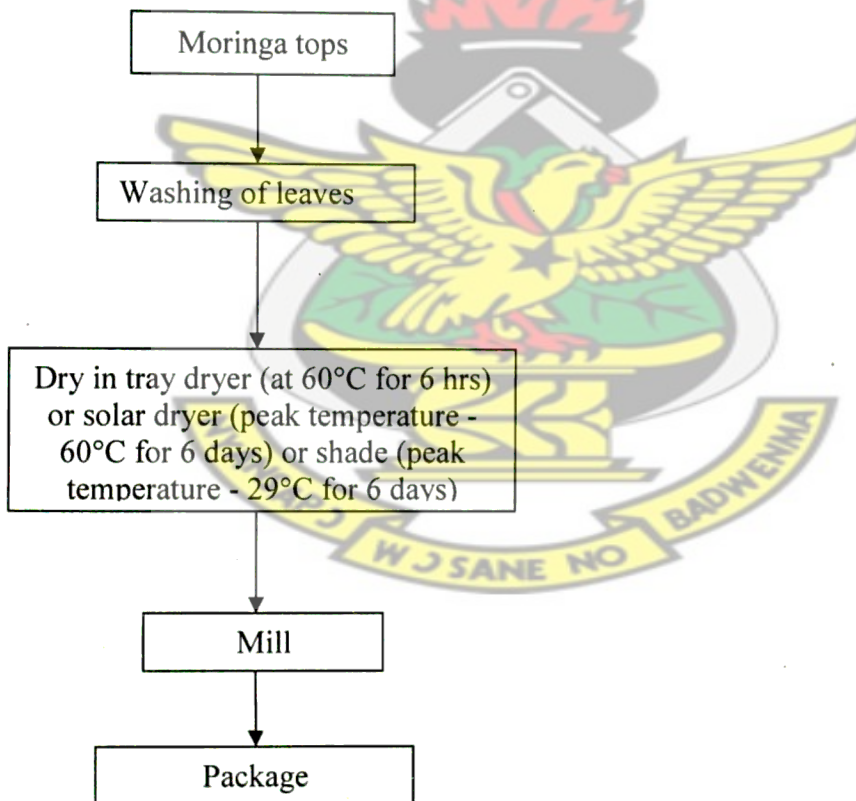 Moringa tops
Washing of leaves
Dry in tray dryer (at 60°C for 6 hrs)
or solar dryer (peak temperature -
60°C for 6 days) or shade (peak
temperature - 29°C for 6 days)
W Ɔ SANE NO
BADWENMA
Mill
Package